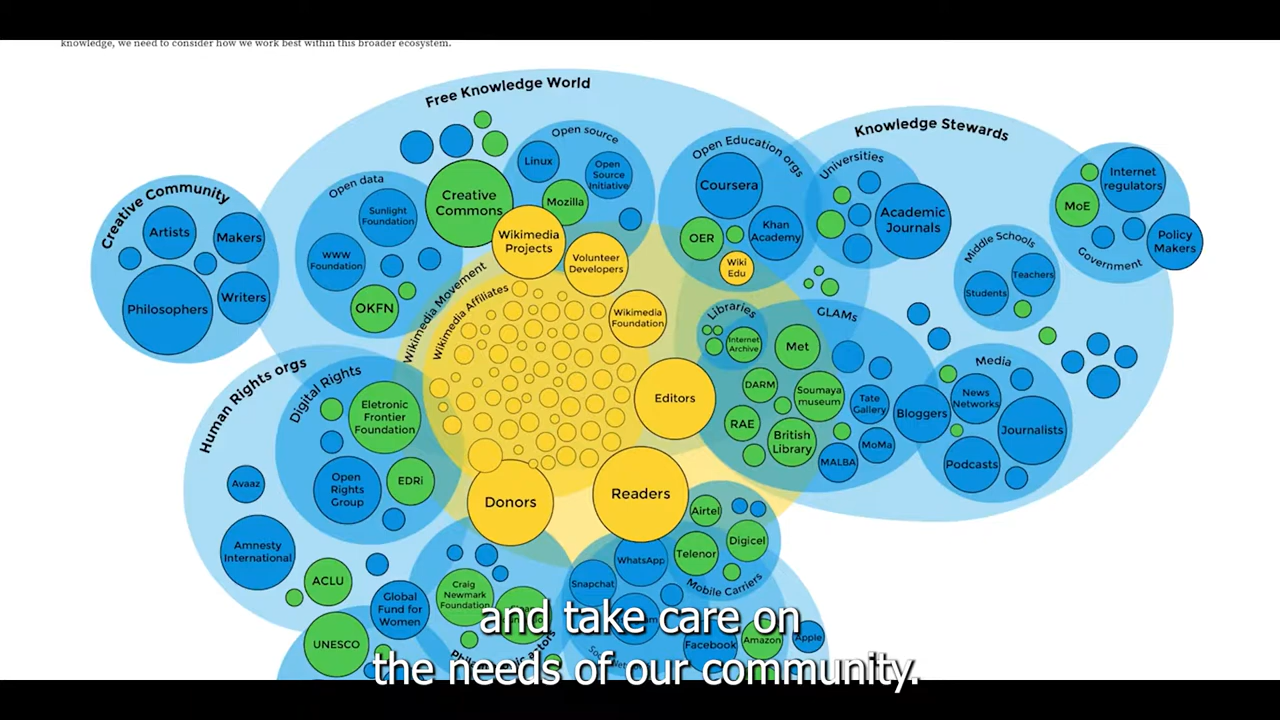 knowledge, we need to consider how we work best within this broader ecosystem.
Free Knowledge World
Knowledge Stewards
Creative Community
Artists
Makers
Philosophers
Writers
Open data
Sunlight
Foundation
WWW
Foundation
OKFN
Creative
Commons
Open source
Linux
Open
Source
Initiative
Mozilla
Wikimedia
Projects
Volunteer
Developers
Wikimedia
Foundation
Wikimedia Movement
Wikimedia Affiliates
Editors
Readers
Donors
Open Education orgs
Coursera
OER
Khan
Academy
Wiki
Edu
Universities
Academic
Journals
Middle Schools
Students
Teachers
MoE
Internet
regulators
Policy
Makers
Government
Libraries
Internet
Archive
GLAMs
Met
DARM
Soumaya
museum
Tate
Gallery
RAE
British
Library
MALBA
MoMa
Media
Bloggers
News
Networks
Journalists
Podcasts
Human Rights orgs
Digital Rights
Eletronic
Frontier
Foundation
Open
Rights
Group
EDRi
Avaaz
Amnesty
International
ACLU
Global
Fund for
Women
UNESCO
Craig
Newmark
Foundation
WhatsApp
Snapchat
Facebook
Airtel
Digicel
Telenor
Mobile Carriers
Amazon
Apple
and take care on
the needs of our community.